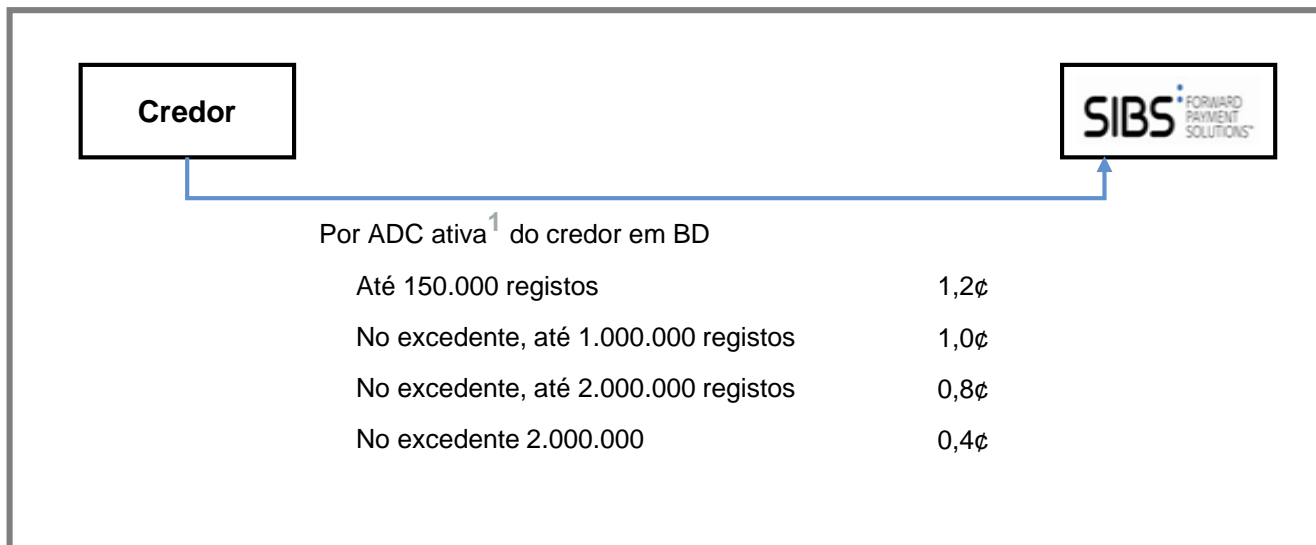 Credor
SIBS FORWARD
PAYMENT
SOLUTIONS™
Por ADC ativa1 do credor em BD
Até 150.000 registos 1,2¢
No excedente, até 1.000.000 registos 1,0¢
No excedente, até 2.000.000 registos 0,8¢
No excedente 2.000.000 0,4¢